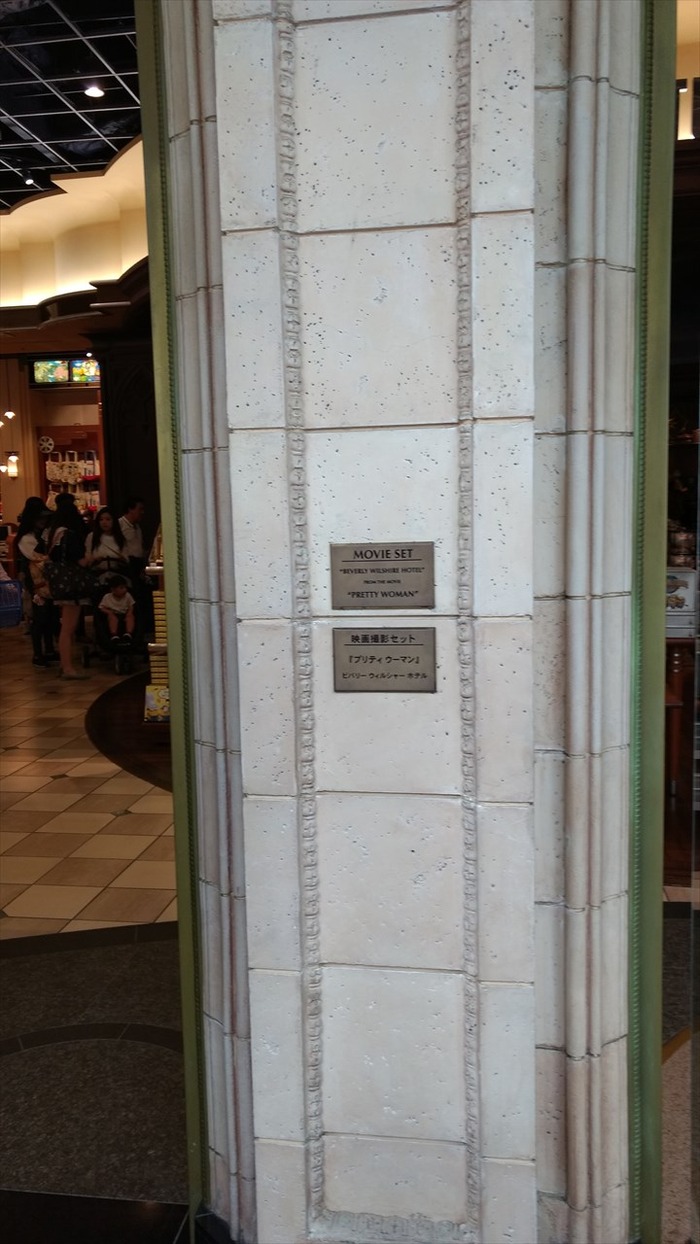 MOVIE SET
"BEVERLY WILSHIRE HOTEL"
FROM THE MOVIE
"PRETTY WOMAN"
映画撮影セット
『プリティ ウーマン』
ビバリー ウィルシャー ホテル